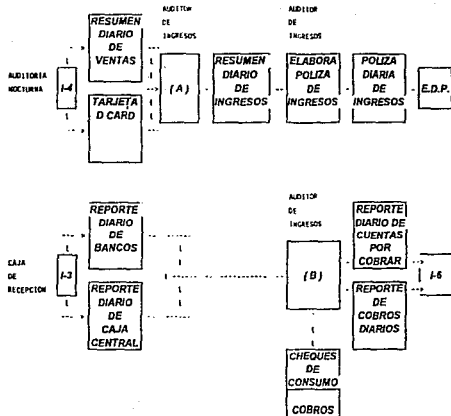 AUDITOR
DE
INGRESOS
AUDITOR
DE
INGRESOS
RESUMEN
DIARIO
DE
VENTAS
AUDITORIA
NOCTURNA
I-4
TARJETA
D CARD
(A)
RESUMEN
DIARIO DE
INGRESOS
ELABORA
POLIZA
DE
INGRESOS
POLIZA
DIARIA
DE
INGRESOS
E.D.P.
REPORTE
DIARIO
DE
BANCOS
CAJA
DE
RECEPCION
I-3
REPORTE
DIARIO
DE
CAJA
CENTRAL
AUDITOR
DE
INGRESOS
(B)
REPORTE
DIARIO DE
CUENTAS
POR
COBRAR
I-6
REPORTE
DE
COBROS
DIARIOS
CHEQUES
DE
CONSUMO
COBROS